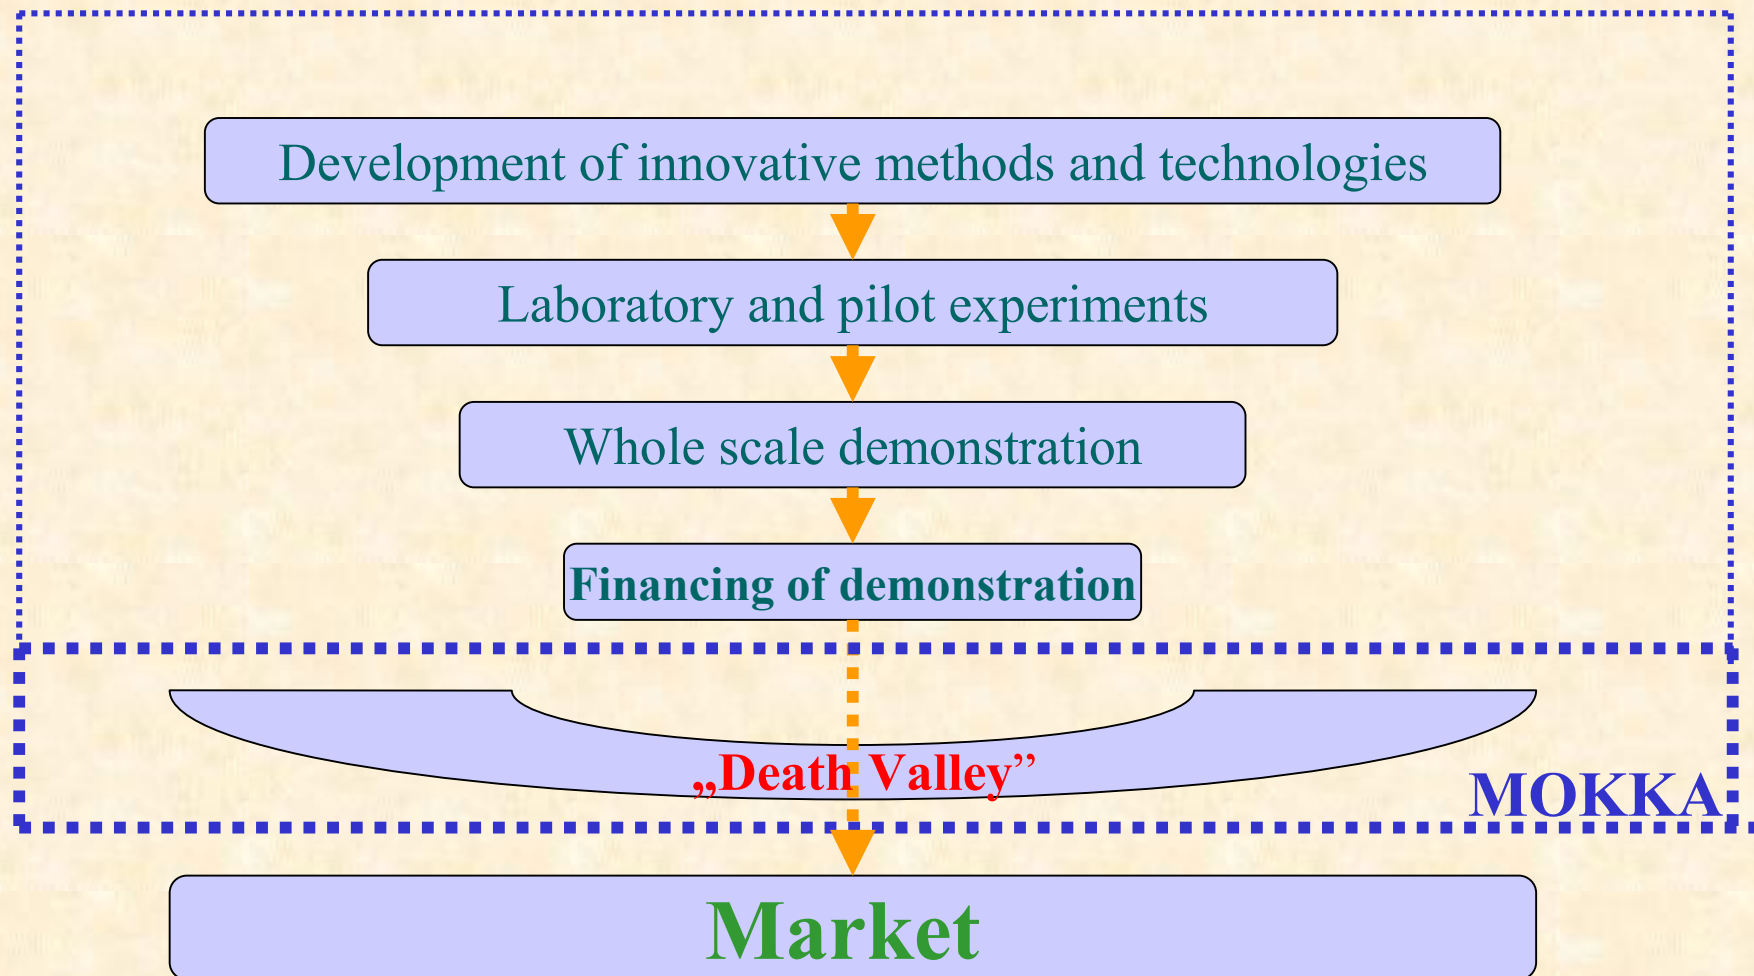 Development of innovative methods and technologies
Laboratory and pilot experiments
Whole scale demonstration
Financing of demonstration
„Death Valley”
MOKKA
Market